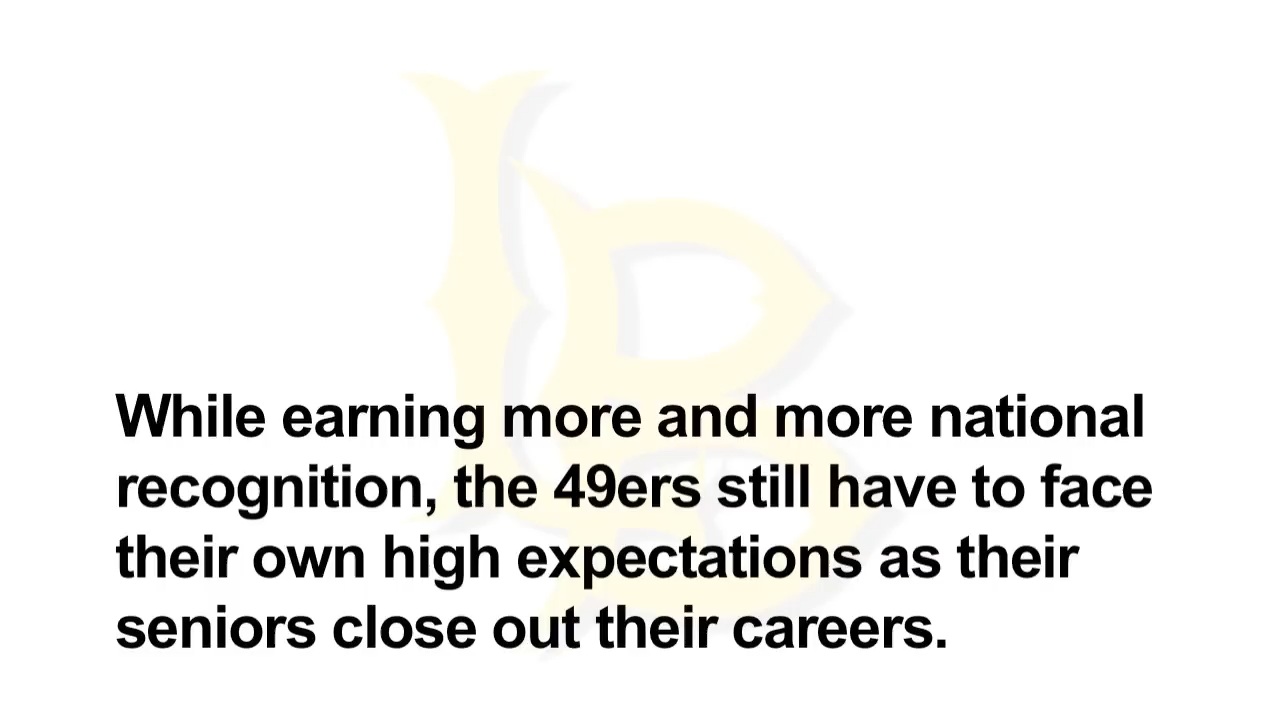 While earning more and more national
recognition, the 49ers still have to face
their own high expectations as their
seniors close out their careers.